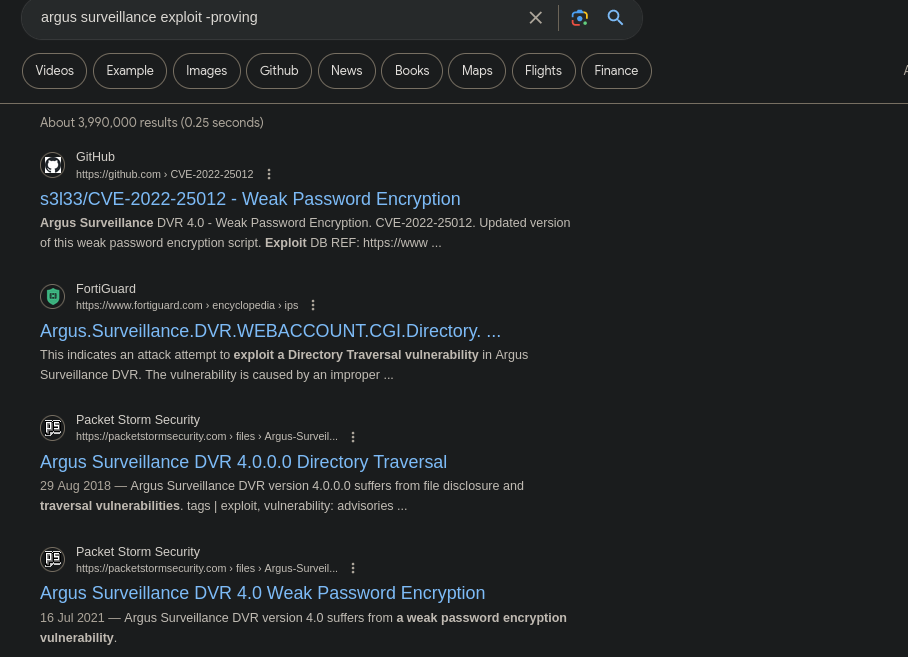 argus surveillance exploit -proving
Videos Example Images Github News Books Maps Flights Finance
About 3,990,000 results (0.25 seconds)
GitHub
https://github.com › CVE-2022-25012
s3l33/CVE-2022-25012 - Weak Password Encryption
Argus Surveillance DVR 4.0 - Weak Password Encryption. CVE-2022-25012. Updated version
of this weak password encryption script. Exploit DB REF: https://www ...
FortiGuard
https://www.fortiguard.com › encyclopedia › ips
Argus.Surveillance.DVR.WEBACCOUNT.CGI.Directory. ...
This indicates an attack attempt to exploit a Directory Traversal vulnerability in Argus
Surveillance DVR. The vulnerability is caused by an improper ...
Packet Storm Security
https://packetstormsecurity.com › files › Argus-Surveil...
Argus Surveillance DVR 4.0.0.0 Directory Traversal
29 Aug 2018 — Argus Surveillance DVR version 4.0.0.0 suffers from file disclosure and
traversal vulnerabilities. tags | exploit, vulnerability: advisories ...
Packet Storm Security
https://packetstormsecurity.com › files › Argus-Surveil...
Argus Surveillance DVR 4.0 Weak Password Encryption
16 Jul 2021 — Argus Surveillance DVR version 4.0 suffers from a weak password encryption
vulnerability.